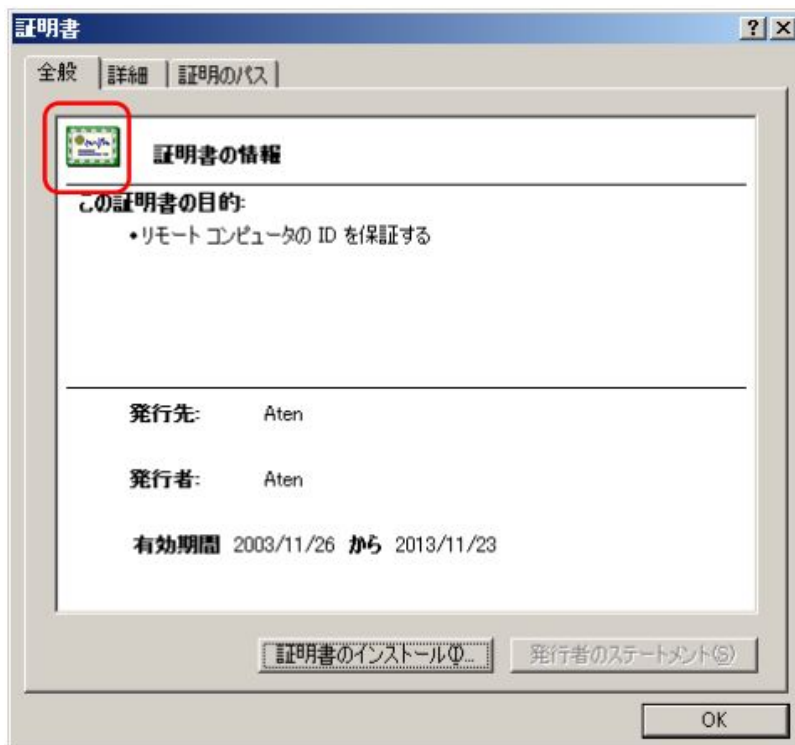 証明書
全般 詳細 証明のパス
証明書の情報
この証明書の目的:
•リモート コンピュータの ID を保証する
発行先: Aten
発行者: Aten
有効期間 2003/11/26 から 2013/11/23
証明書のインストール(I)... 発行者のステートメント(S)
OK